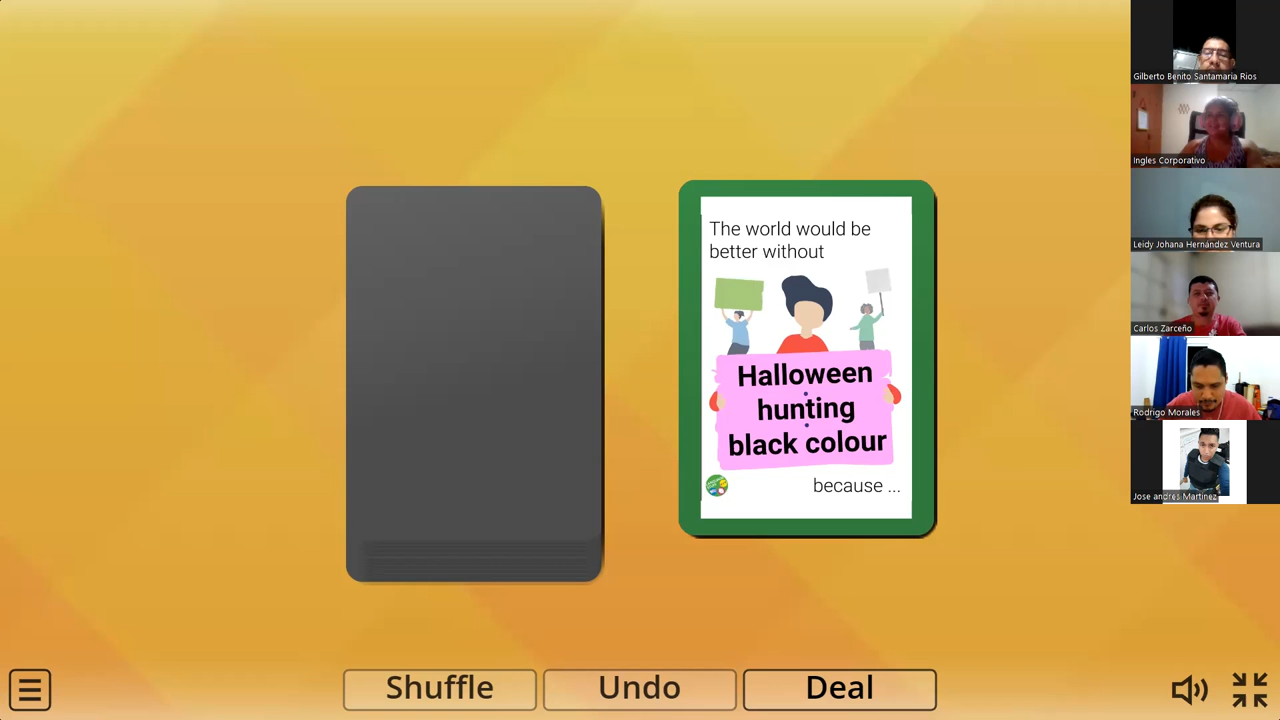 The world would be
better without
Halloween
hunting
black colour
because ...
Shuffle
Undo
Deal
Gilberto Benito Santamaria Rios
Ingles Corporativo
Leidy Johana Hernández Ventura
Carlos Zarceño
Rodrigo Morales
Jose andres Martinez